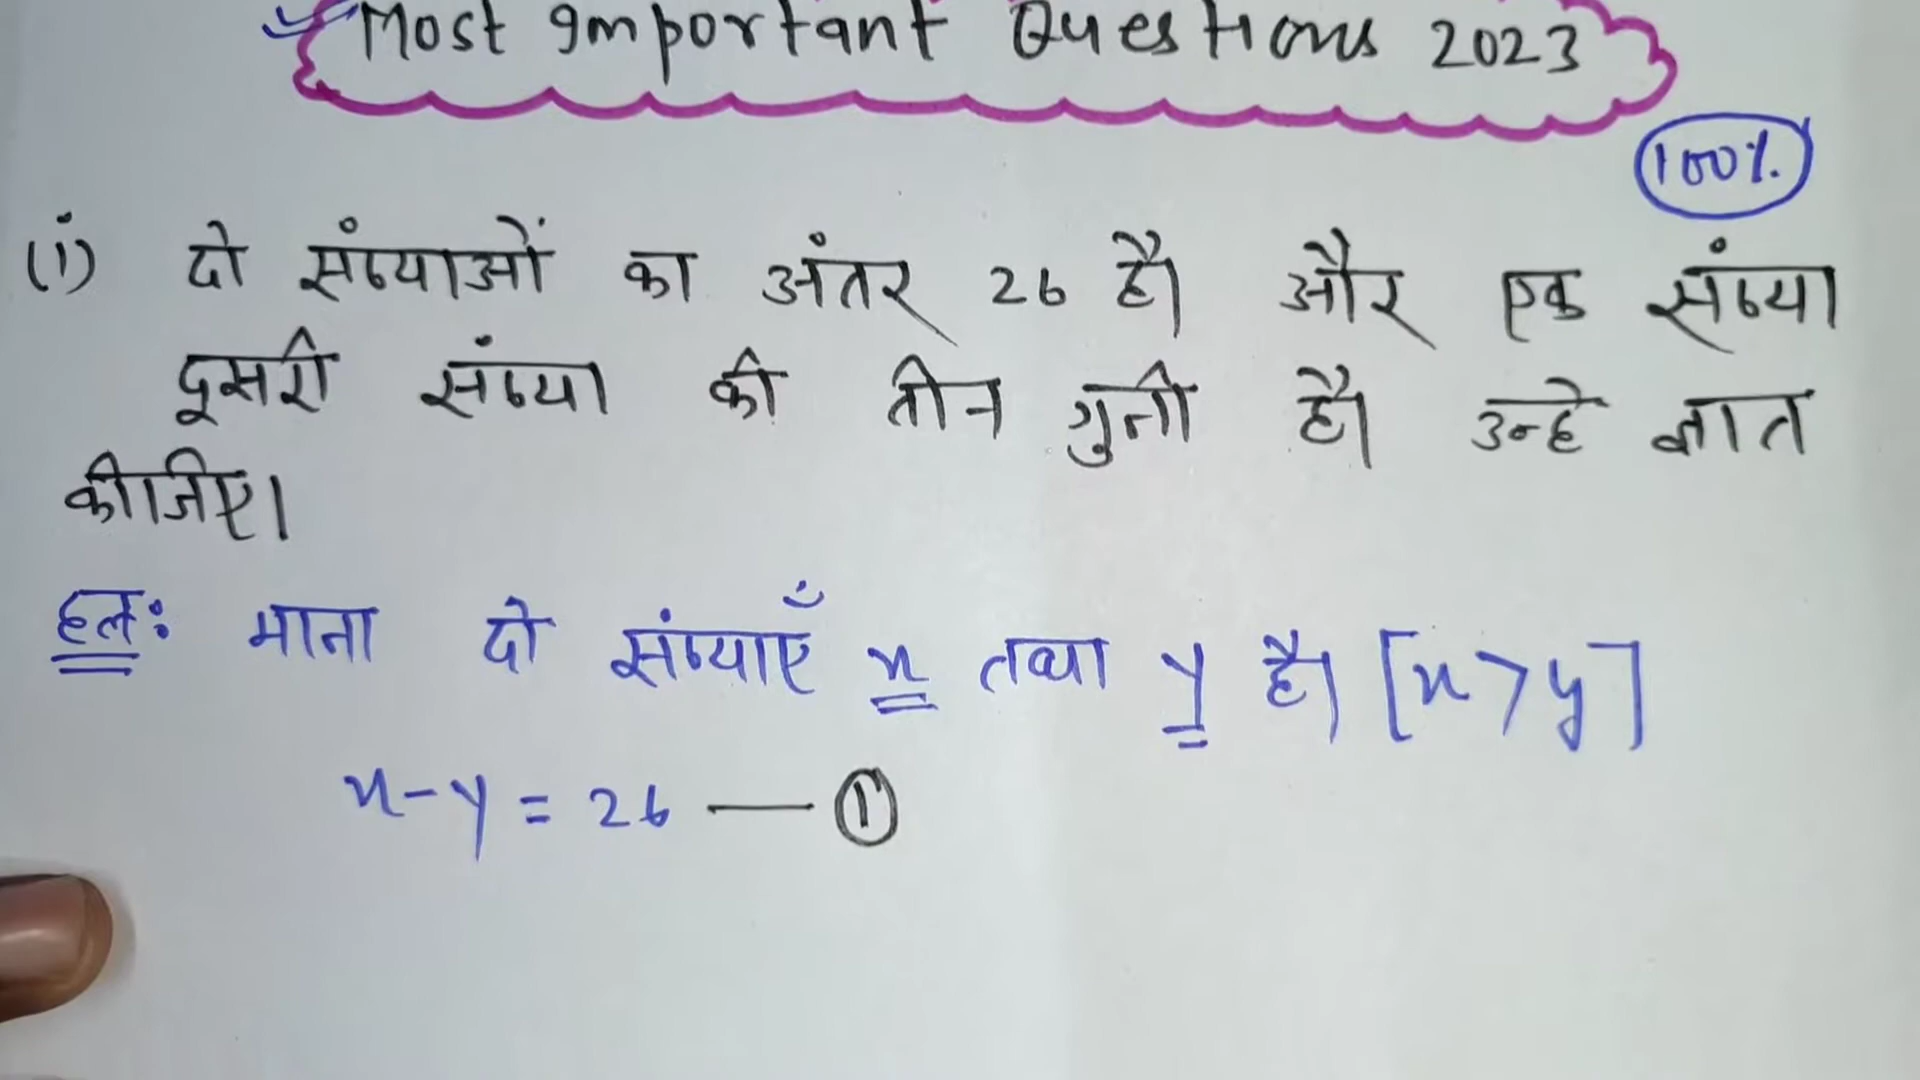 Most Important Questions 2023
100%.
(i) दो संख्याओं का अंतर 26 है। और एक संख्या
दूसरी संख्या की तीन गुनी है। उन्हे ज्ञात
कीजिए।
हल: माना दो संख्याएँ x तथा y है। [x>y]
x-y = 26 — ①